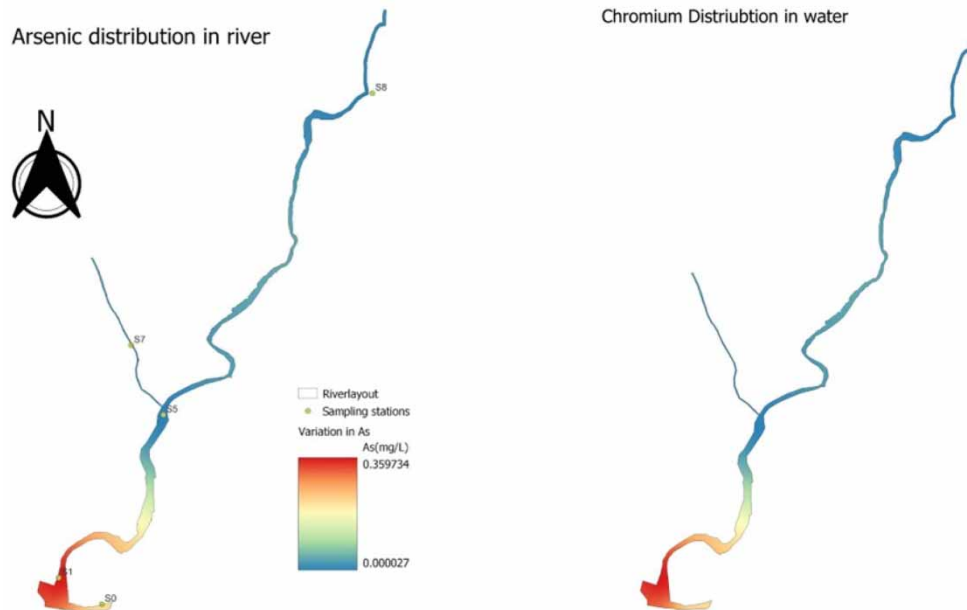 Arsenic distribution in river
Chromium Distriubtion in water
N
S8
S7
S5
Riverlayout
Sampling stations
Variation in As
As(mg/L)
0.359734
0.000027
S1
S0